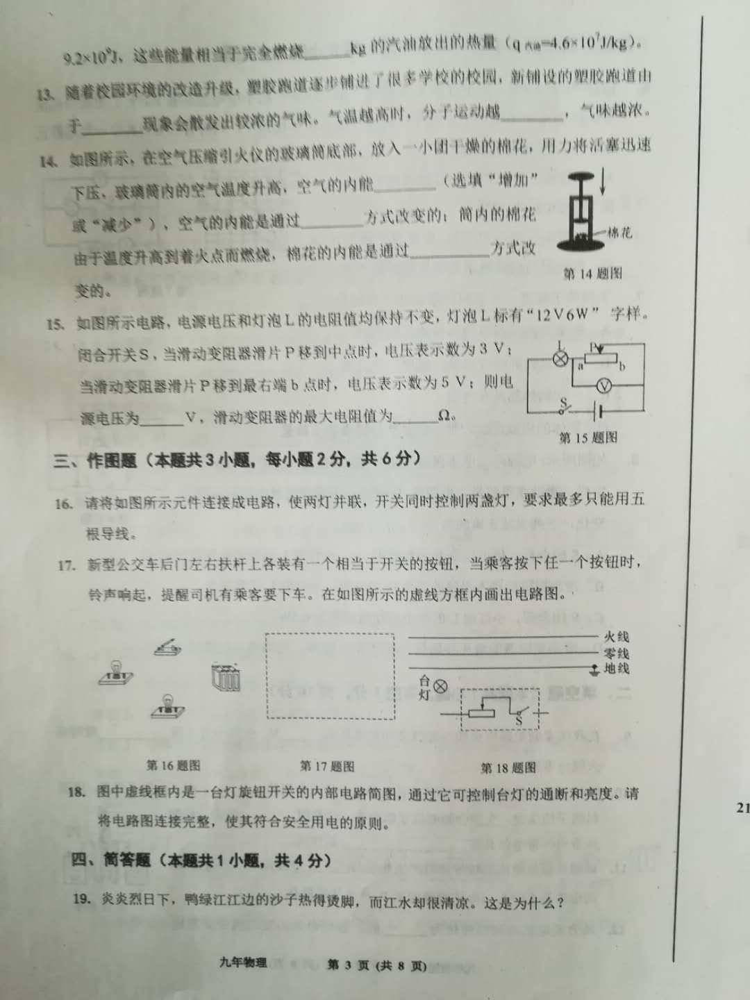 9.2×10⁹J，这些能量相当于完全燃烧______kg 的汽油放出的热量（q 汽油=4.6×10⁷J/kg）。
13. 随着校园环境的改造升级，塑胶跑道逐步铺进了很多学校的校园，新铺设的塑胶跑道由
于________现象会散发出较浓的气味。气温越高时，分子运动越________，气味越浓。
14. 如图所示，在空气压缩引火仪的玻璃筒底部，放入一小团干燥的棉花，用力将活塞迅速
下压，玻璃筒内的空气温度升高，空气的内能________（选填“增加”
或“减少”），空气的内能是通过________方式改变的；筒内的棉花
由于温度升高到着火点而燃烧，棉花的内能是通过__________方式改
变的。
棉花
第 14 题图
15. 如图所示电路，电源电压和灯泡 L 的电阻值均保持不变，灯泡 L 标有“12V6W” 字样。
闭合开关 S，当滑动变阻器滑片 P 移到中点时，电压表示数为 3 V；
当滑动变阻器滑片 P 移到最右端 b 点时，电压表示数为 5 V；则电
源电压为______V，滑动变阻器的最大电阻值为______Ω。
L P
a b
V
S
第 15 题图
三、作图题（本题共 3 小题，每小题 2 分，共 6 分）
16. 请将如图所示元件连接成电路，使两灯并联，开关同时控制两盏灯，要求最多只能用五
根导线。
17. 新型公交车后门左右扶杆上各装有一个相当于开关的按钮，当乘客按下任一个按钮时，
铃声响起，提醒司机有乘客要下车。在如图所示的虚线方框内画出电路图。
火线
零线
地线
台灯
S
第 16 题图 第 17 题图 第 18 题图
18. 图中虚线框内是一台灯旋钮开关的内部电路简图，通过它可控制台灯的通断和亮度。请
将电路图连接完整，使其符合安全用电的原则。
四、简答题（本题共 1 小题，共 4 分）
19. 炎炎烈日下，鸭绿江江边的沙子热得烫脚，而江水却很清凉。这是为什么？
九年物理 第 3 页 (共 8 页)
21